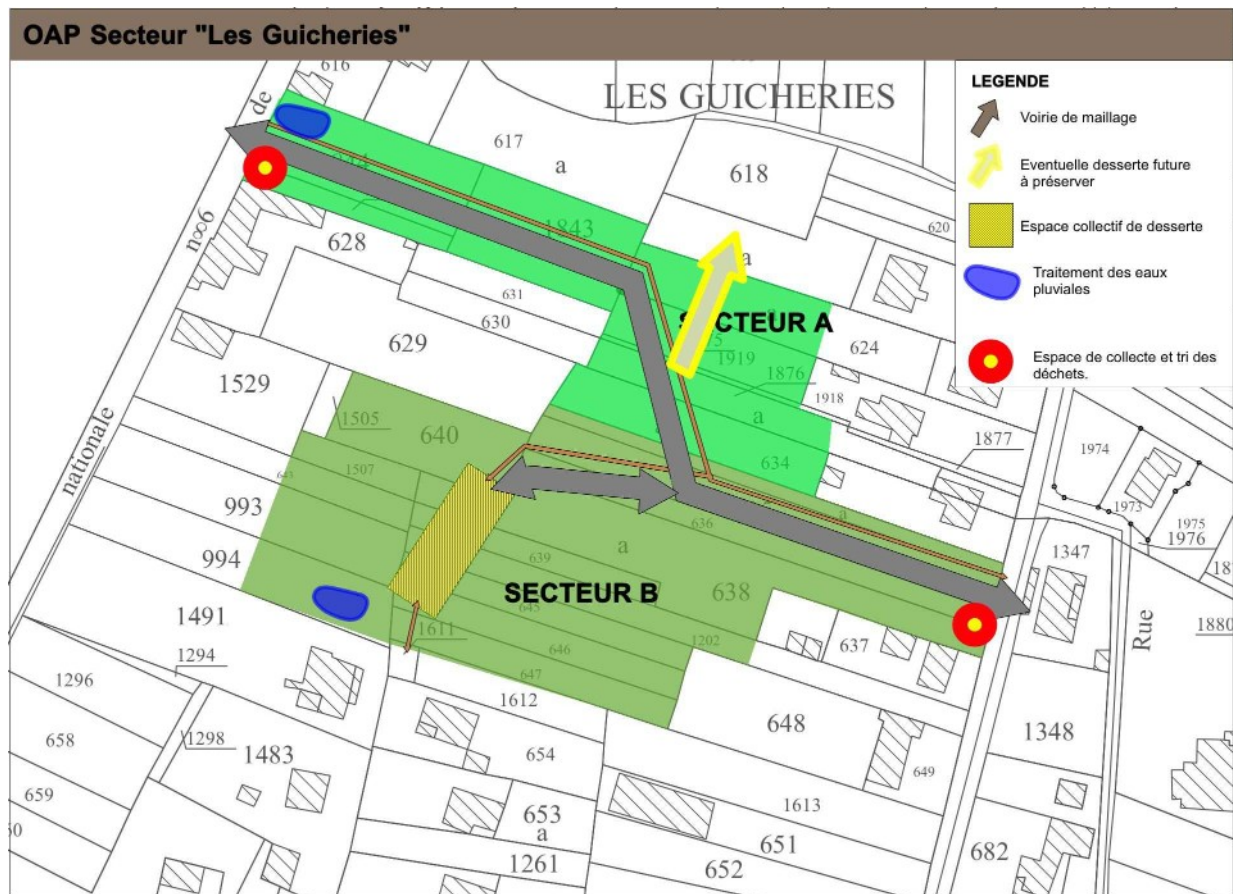 OAP Secteur "Les Guicheries"
LEGENDE
Voirie de maillage
Eventuelle desserte future
à préserver
Espace collectif de desserte
Traitement des eaux
pluviales
Espace de collecte et tri des
déchets.
LES GUICHERIES
616
de
617
a
618
620
n°6
628
1843
a
631
630
SECTEUR A
1919
624
629
1876
1918
1529
a
1877
1974
1505
640
634
nationale
1507
643
993
636
a
1973
1975
1976
994
639
a
1347
SECTEUR B
638
645
1491
1611
1202
637
Rue
1880
1294
646
647
1296
1612
648
1348
658
1298
1483
654
649
659
653
a
1613
651
682
1261
652